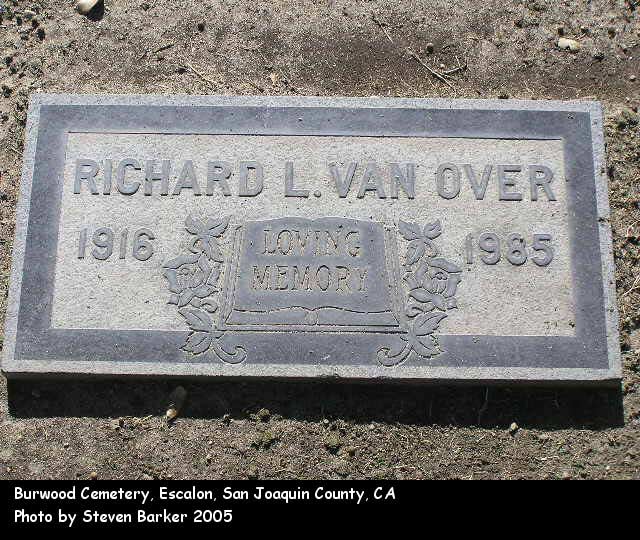 RICHARD L. VAN OVER
1916 1985
LOVING
MEMORY
Burwood Cemetery, Escalon, San Joaquin County, CA
Photo by Steven Barker 2005